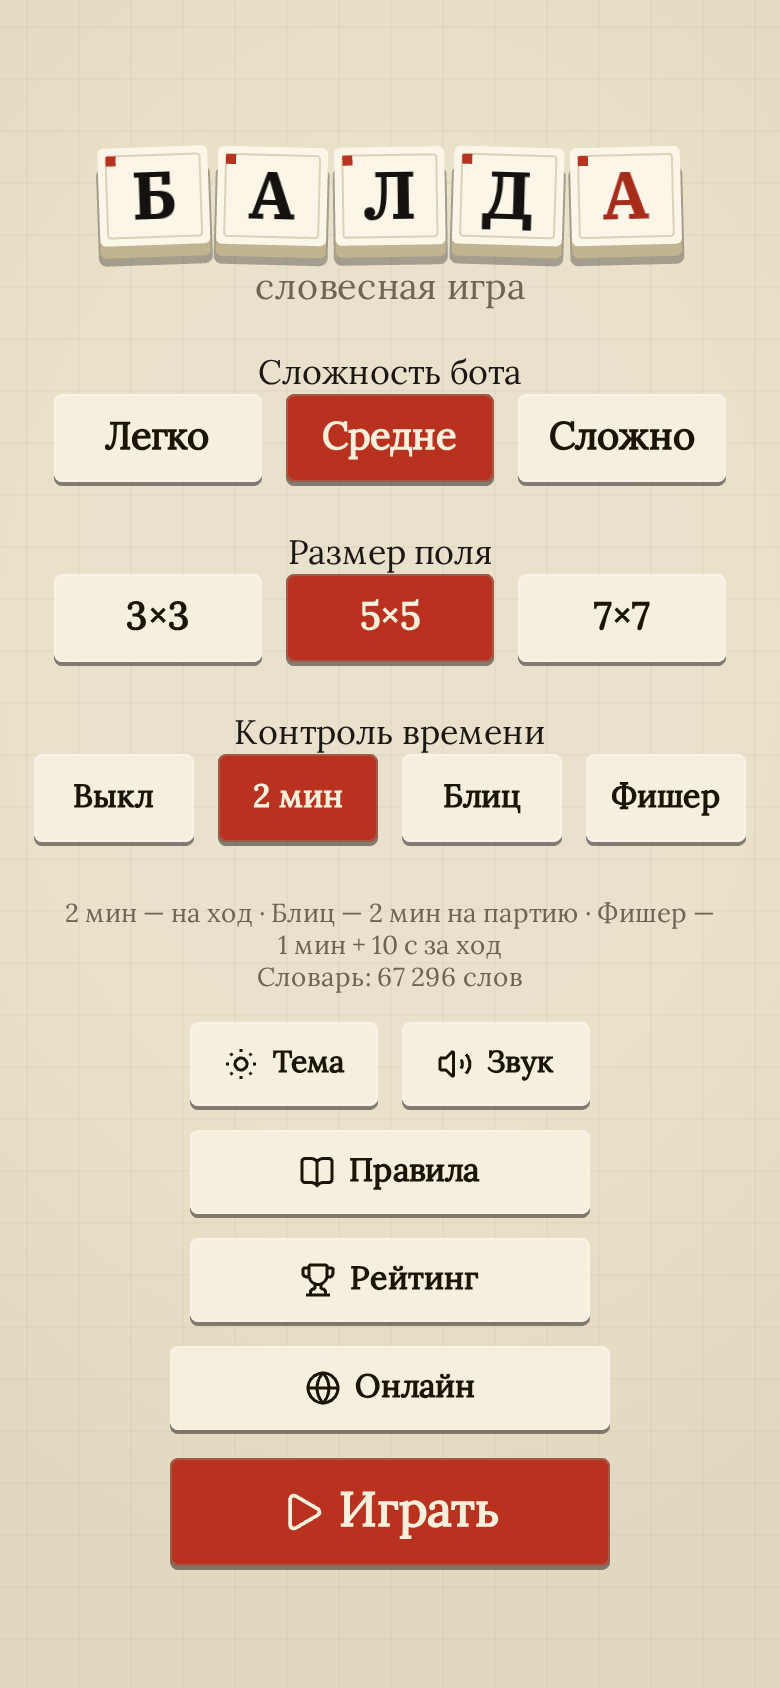 БАЛДА
словесная игра
Сложность бота
Легко Средне Сложно
Размер поля
3×3 5×5 7×7
Контроль времени
Выкл 2 мин Блиц Фишер
2 мин — на ход · Блиц — 2 мин на партию · Фишер —
1 мин + 10 с за ход
Словарь: 67 296 слов
Тема Звук
Правила
Рейтинг
Онлайн
Играть